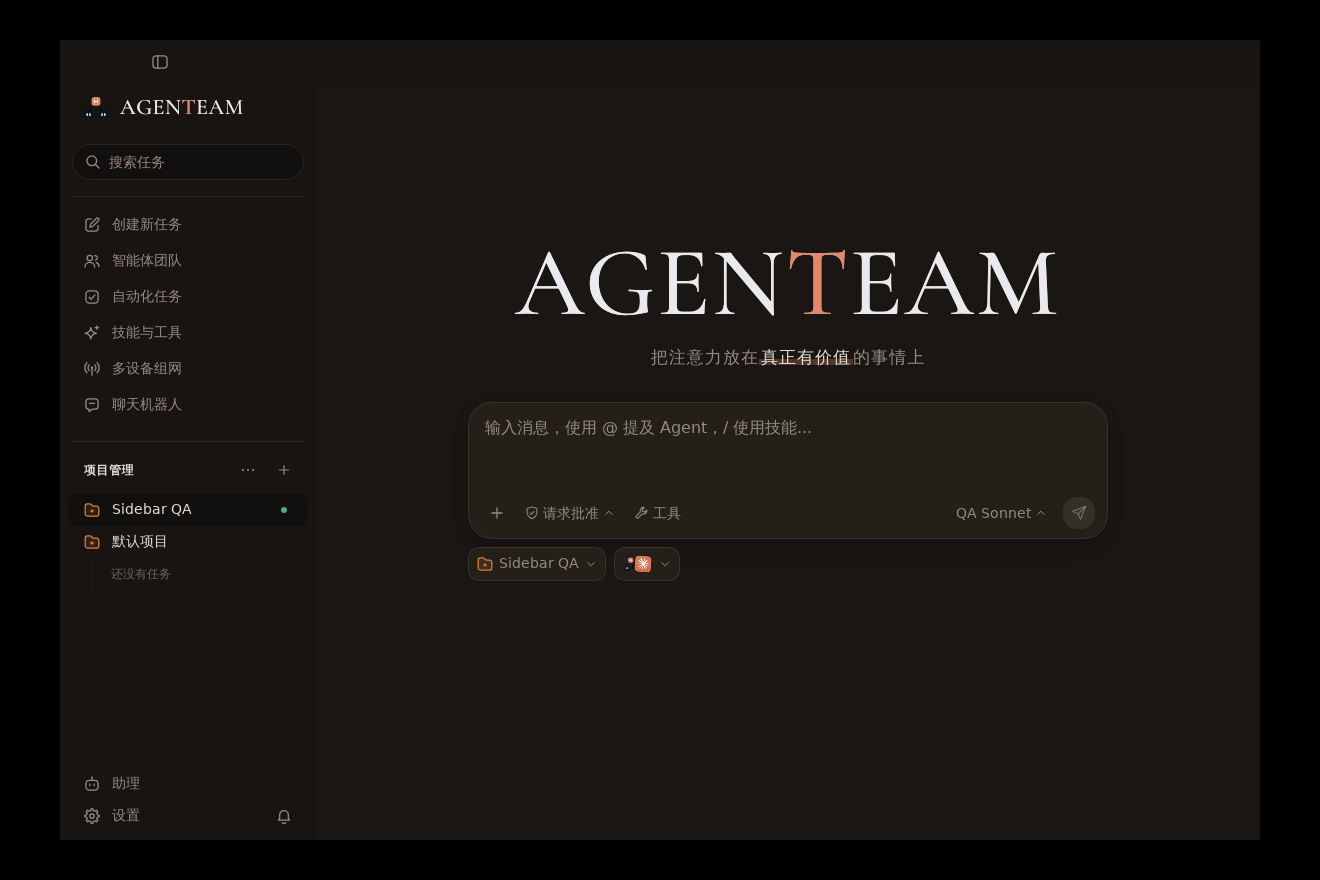 AGENTEAM
搜索任务
创建新任务
智能体团队
自动化任务
技能与工具
多设备组网
聊天机器人
项目管理
Sidebar QA
默认项目
还没有任务
助理
设置
AGENTEAM
把注意力放在真正有价值的事情上
输入消息，使用 @ 提及 Agent，/ 使用技能...
请求批准 工具 QA Sonnet
Sidebar QA